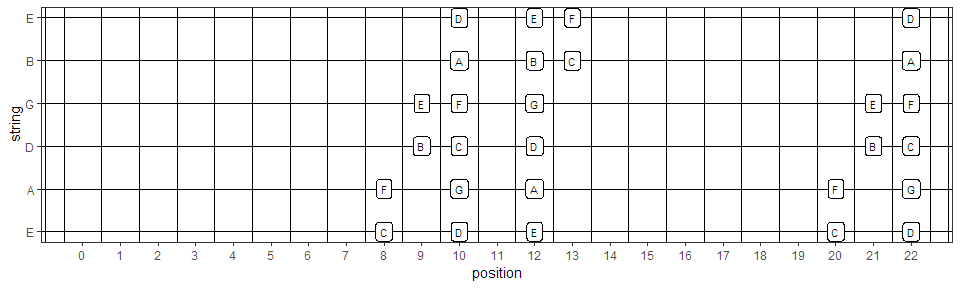 E D E F D
B A B C A
G E F G E F
string
D B C D B C
A F G A F G
E C D E C D
0 1 2 3 4 5 6 7 8 9 10 11 12 13 14 15 16 17 18 19 20 21 22
position